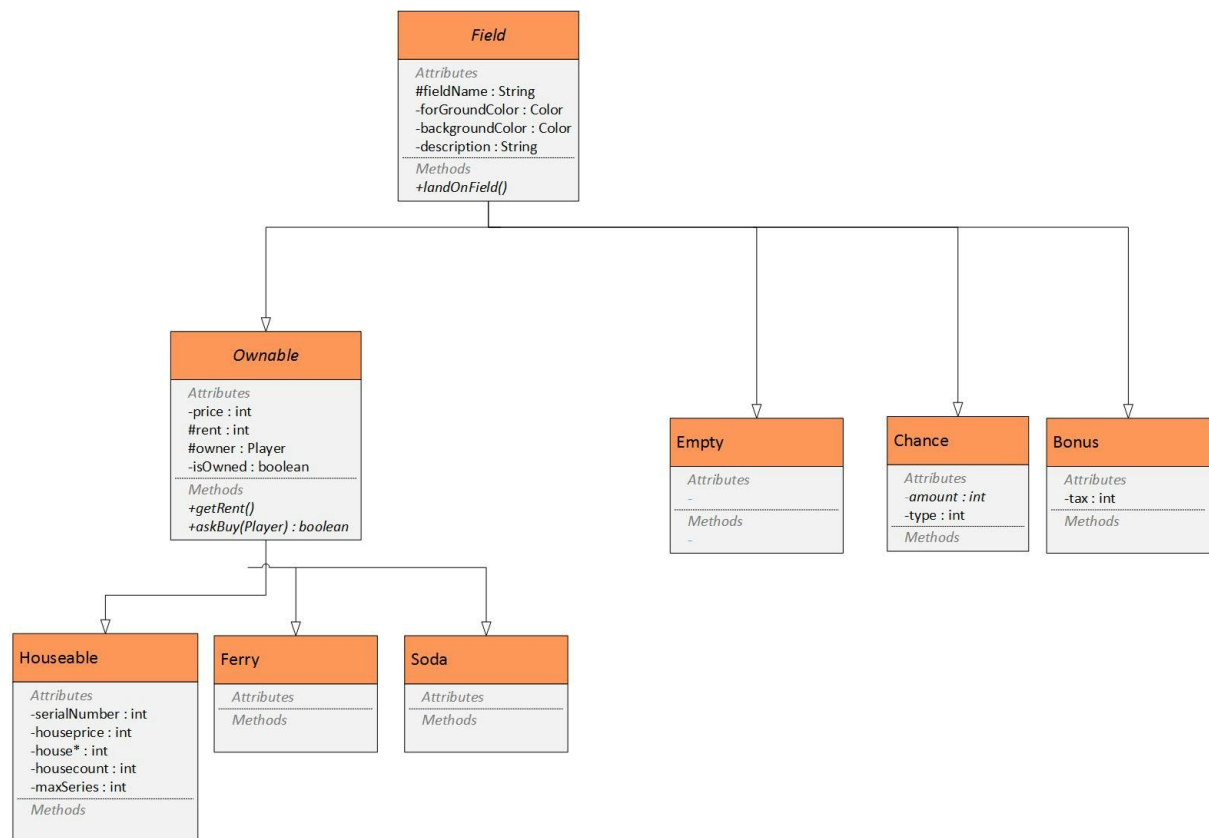 Field
Attributes
#fieldName : String
-forGroundColor : Color
-backgroundColor : Color
-description : String
Methods
+landOnField()
Ownable
Attributes
-price : int
#rent : int
#owner : Player
-isOwned : boolean
Methods
+getRent()
+askBuy(Player) : boolean
Empty
Attributes
-
Methods
-
Chance
Attributes
-amount : int
-type : int
Methods
Bonus
Attributes
-tax : int
Methods
Houseable
Attributes
-serialNumber : int
-houseprice : int
-house* : int
-housecount : int
-maxSeries : int
Methods
Ferry
Attributes
Methods
Soda
Attributes
Methods